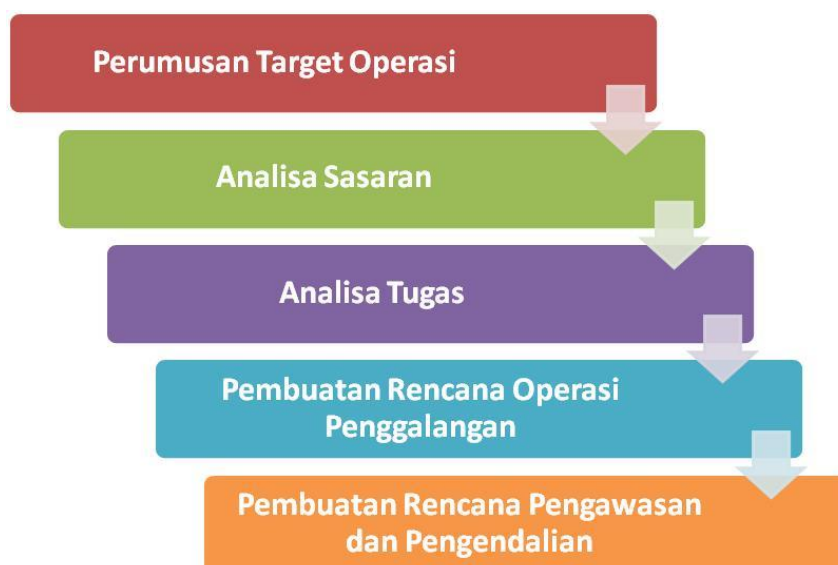 Perumusan Target Operasi
Analisa Sasaran
Analisa Tugas
Pembuatan Rencana Operasi
Penggalangan
Pembuatan Rencana Pengawasan
dan Pengendalian